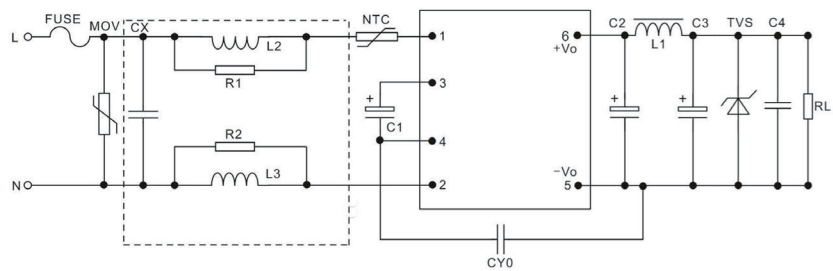 FUSE
MOV
CX
L
L2
R1
NTC
1
6
+Vo
C2
L1
C3
TVS
C4
3
+
C1
+
+
RL
R2
4
−Vo
N
L3
2
5
CY0